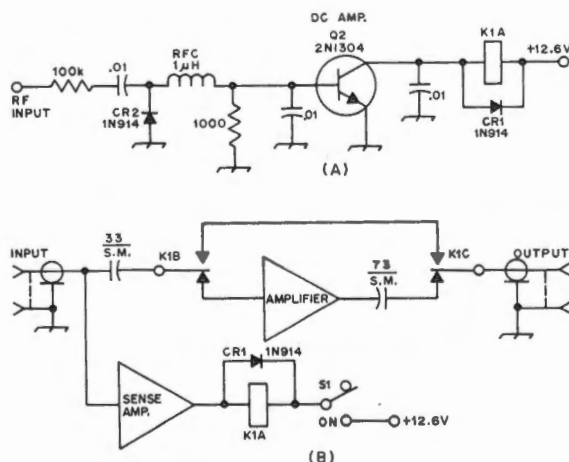 DC AMP.
Q2
2N1304
K1A
+12.6V
RFC
1µH
.01
100k
RF
INPUT
CR2
1N914
1000
.01
.01
CR1
1N914
(A)
INPUT
33
S.M.
K1B
K1C
OUTPUT
73
S.M.
AMPLIFIER
CR1
1N914
SENSE
AMP.
K1A
S1
ON
+12.6V
(B)